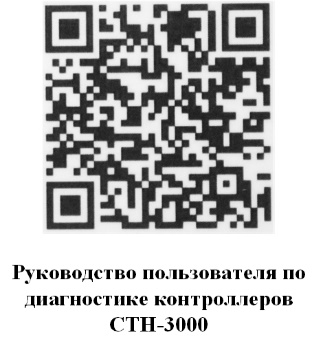 Руководство пользователя по
диагностике контроллеров
СТН-3000